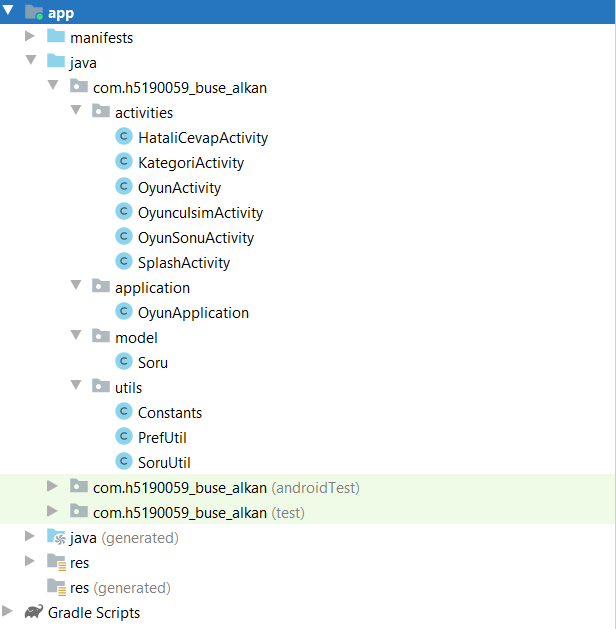 app
manifests
java
com.h5190059_buse_alkan
activities
HataliCevapActivity
KategoriActivity
OyunActivity
OyuncuIsimActivity
OyunSonuActivity
SplashActivity
application
OyunApplication
model
Soru
utils
Constants
PrefUtil
SoruUtil
com.h5190059_buse_alkan (androidTest)
com.h5190059_buse_alkan (test)
java (generated)
res
res (generated)
Gradle Scripts